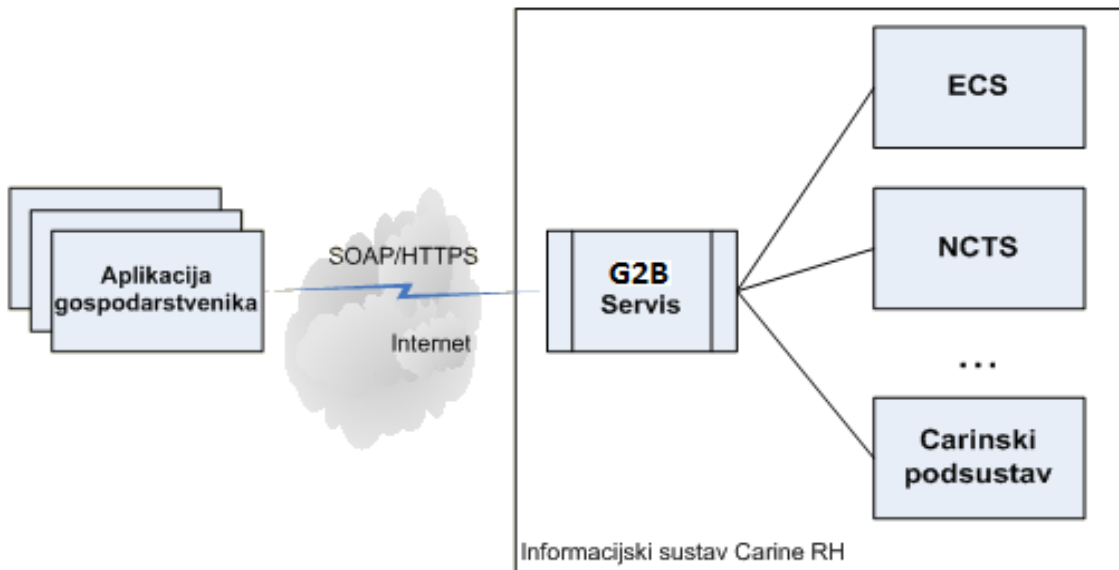 Aplikacija
gospodarstvenika
SOAP/HTTPS
Internet
G2B
Servis
ECS
NCTS
...
Carinski
podsustav
Informacijski sustav Carine RH